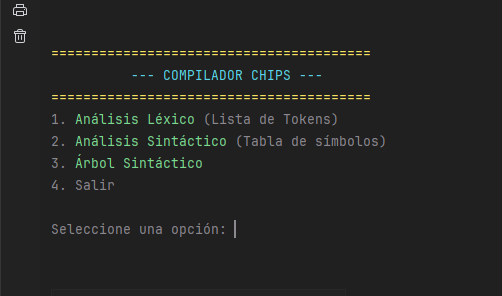 ========================================
--- COMPILADOR CHIPS ---
========================================
1. Análisis Léxico (Lista de Tokens)
2. Análisis Sintáctico (Tabla de símbolos)
3. Árbol Sintáctico
4. Salir
Seleccione una opción: